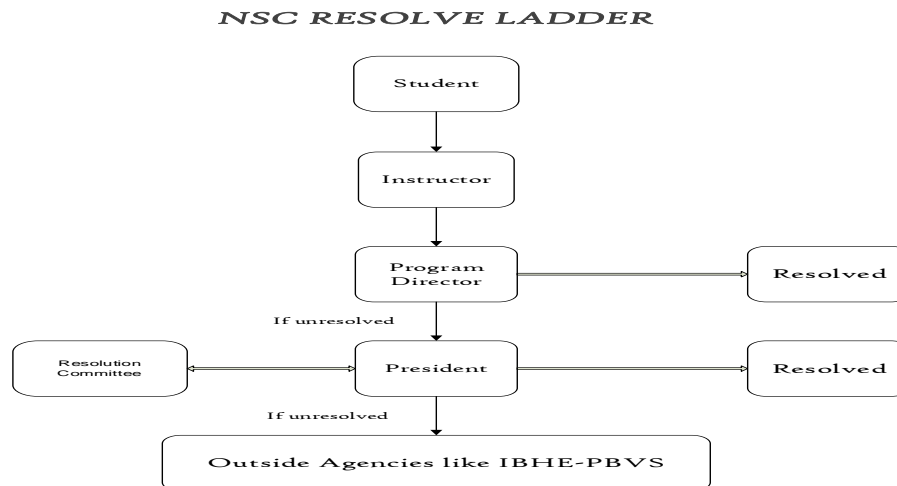 NSC RESOLVE LADDER
Student
Instructor
Program
Director
Resolved
If unresolved
Resolution
Committee
President
Resolved
If unresolved
Outside Agencies like IBHE-PBVS